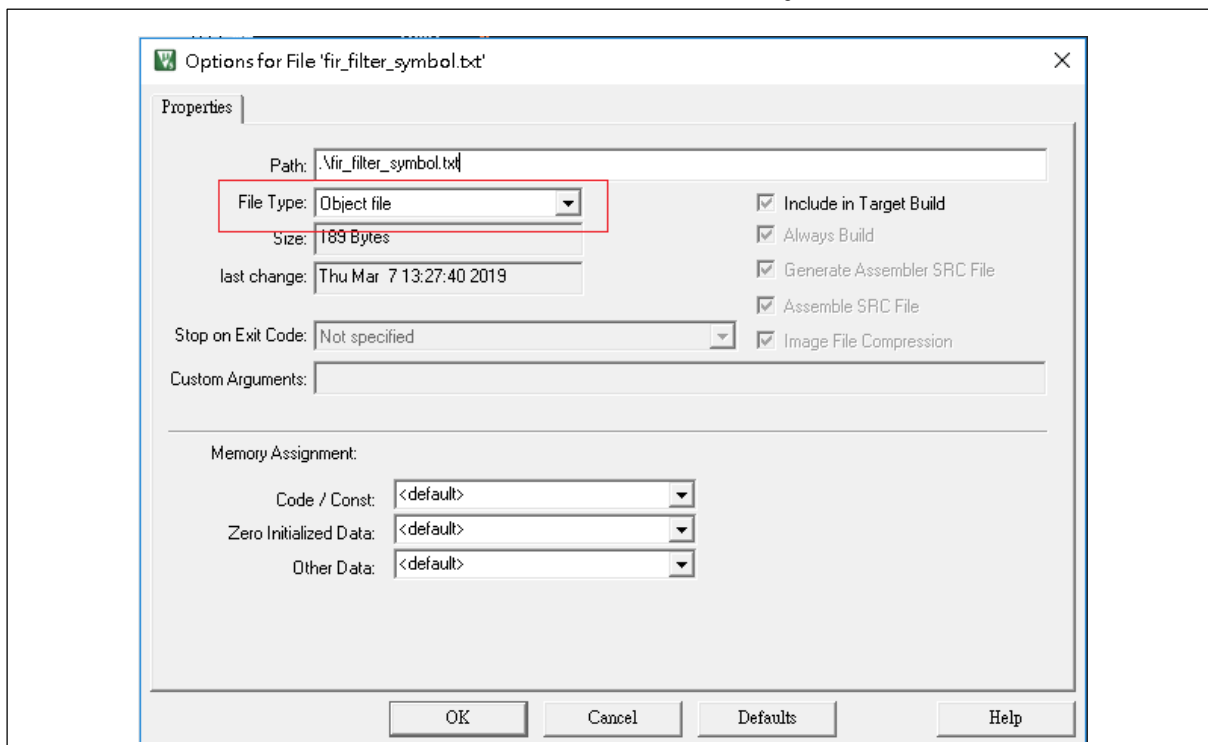 Options for File 'fir_filter_symbol.txt'
Properties
Path: .\fir_filter_symbol.txt
File Type: Object file
Include in Target Build
Size: 189 Bytes
Always Build
last change: Thu Mar 7 13:27:40 2019
Generate Assembler SRC File
Assemble SRC File
Stop on Exit Code: Not specified
Image File Compression
Custom Arguments:
Memory Assignment:
Code / Const: <default>
Zero Initialized Data: <default>
Other Data: <default>
OK Cancel Defaults Help